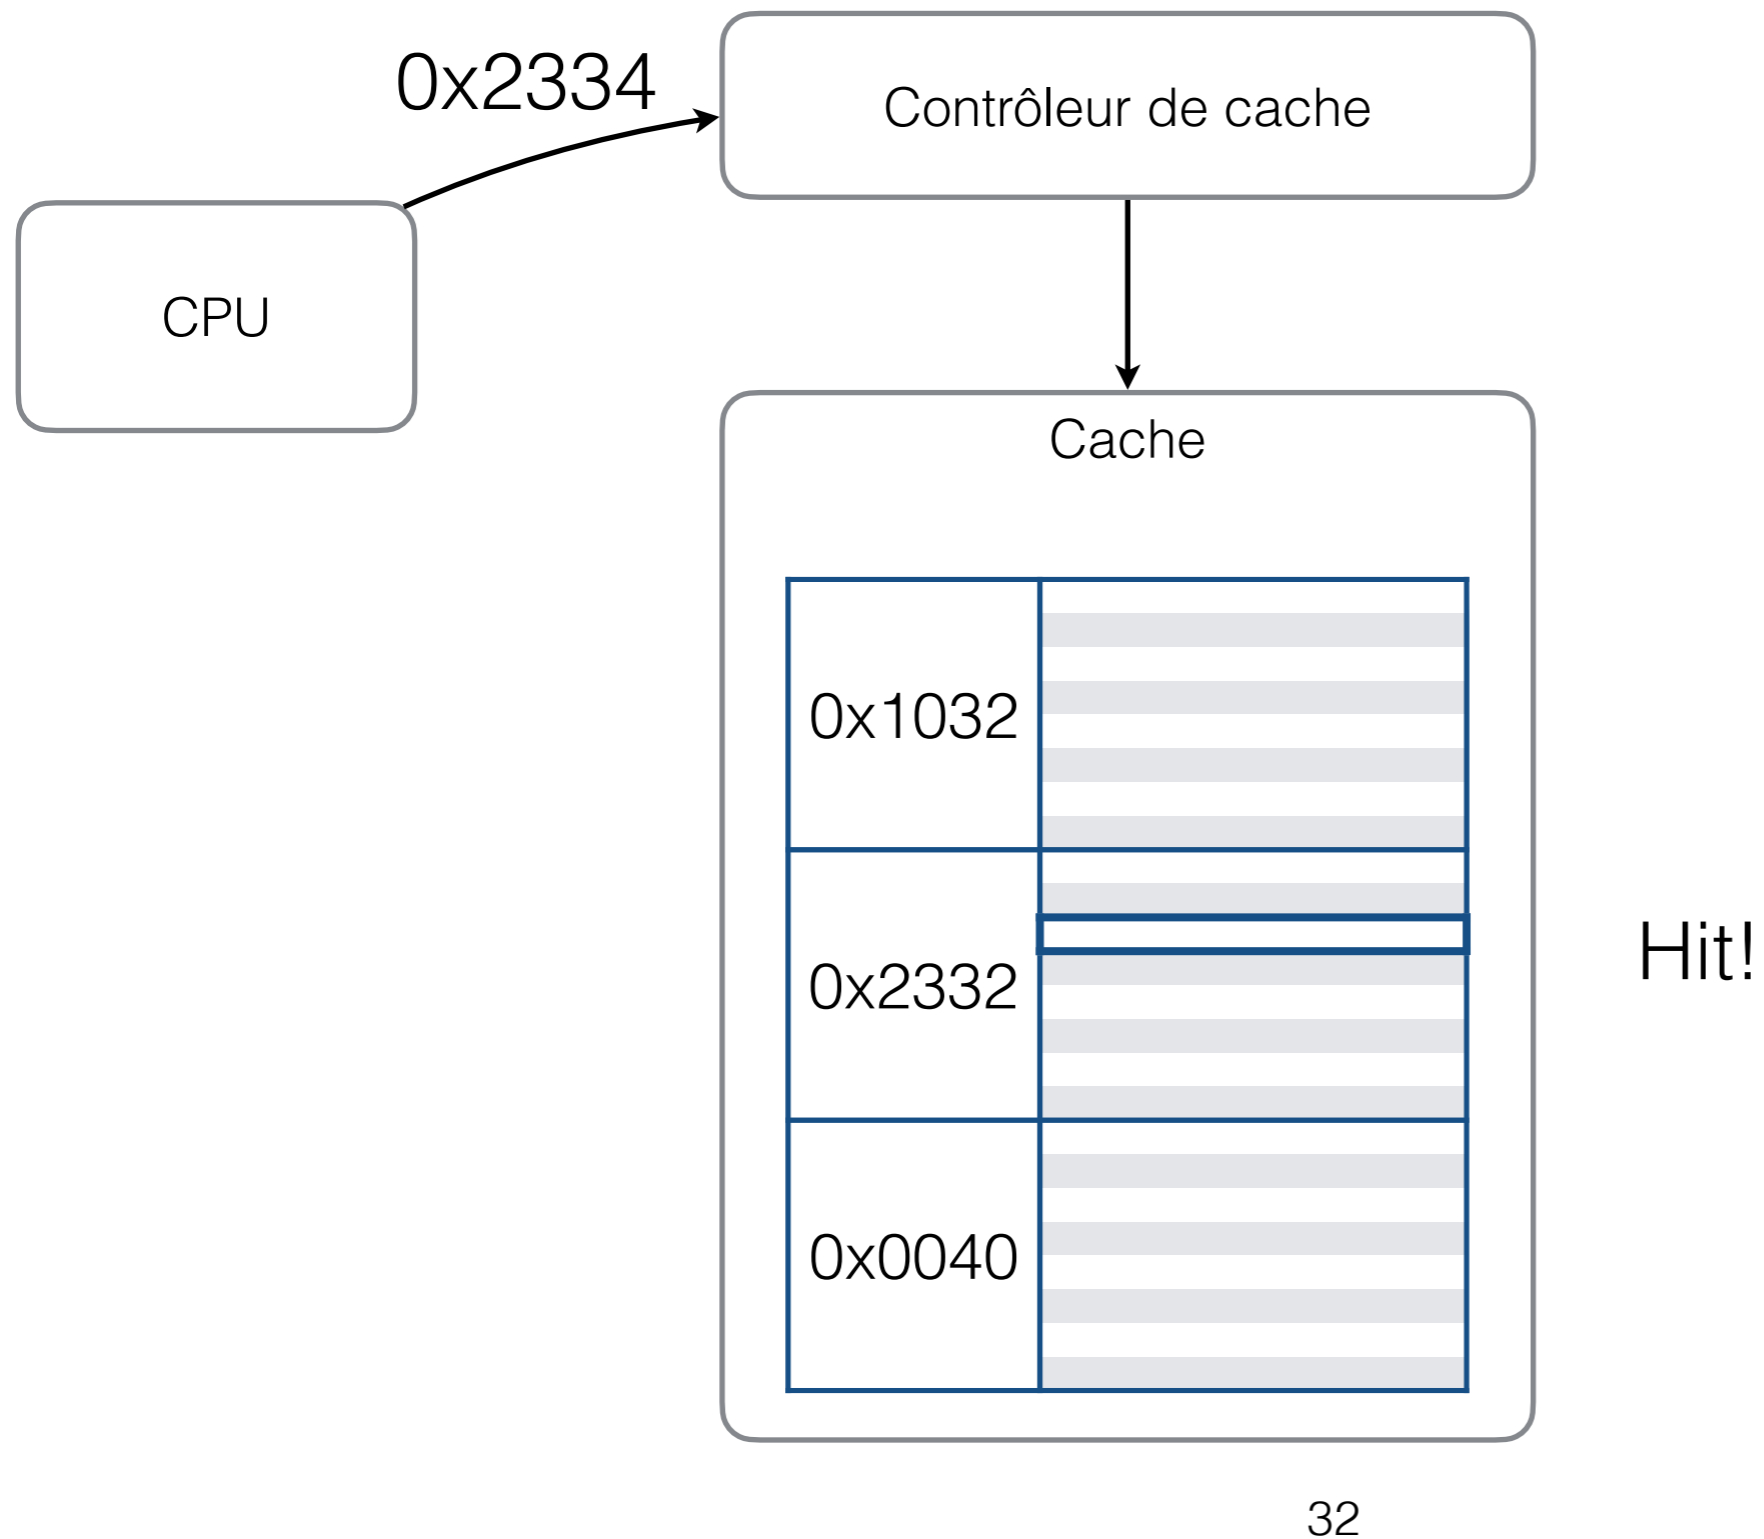 0x2334
Contrôleur de cache
CPU
Cache
0x1032
0x2332
Hit!
0x0040
32